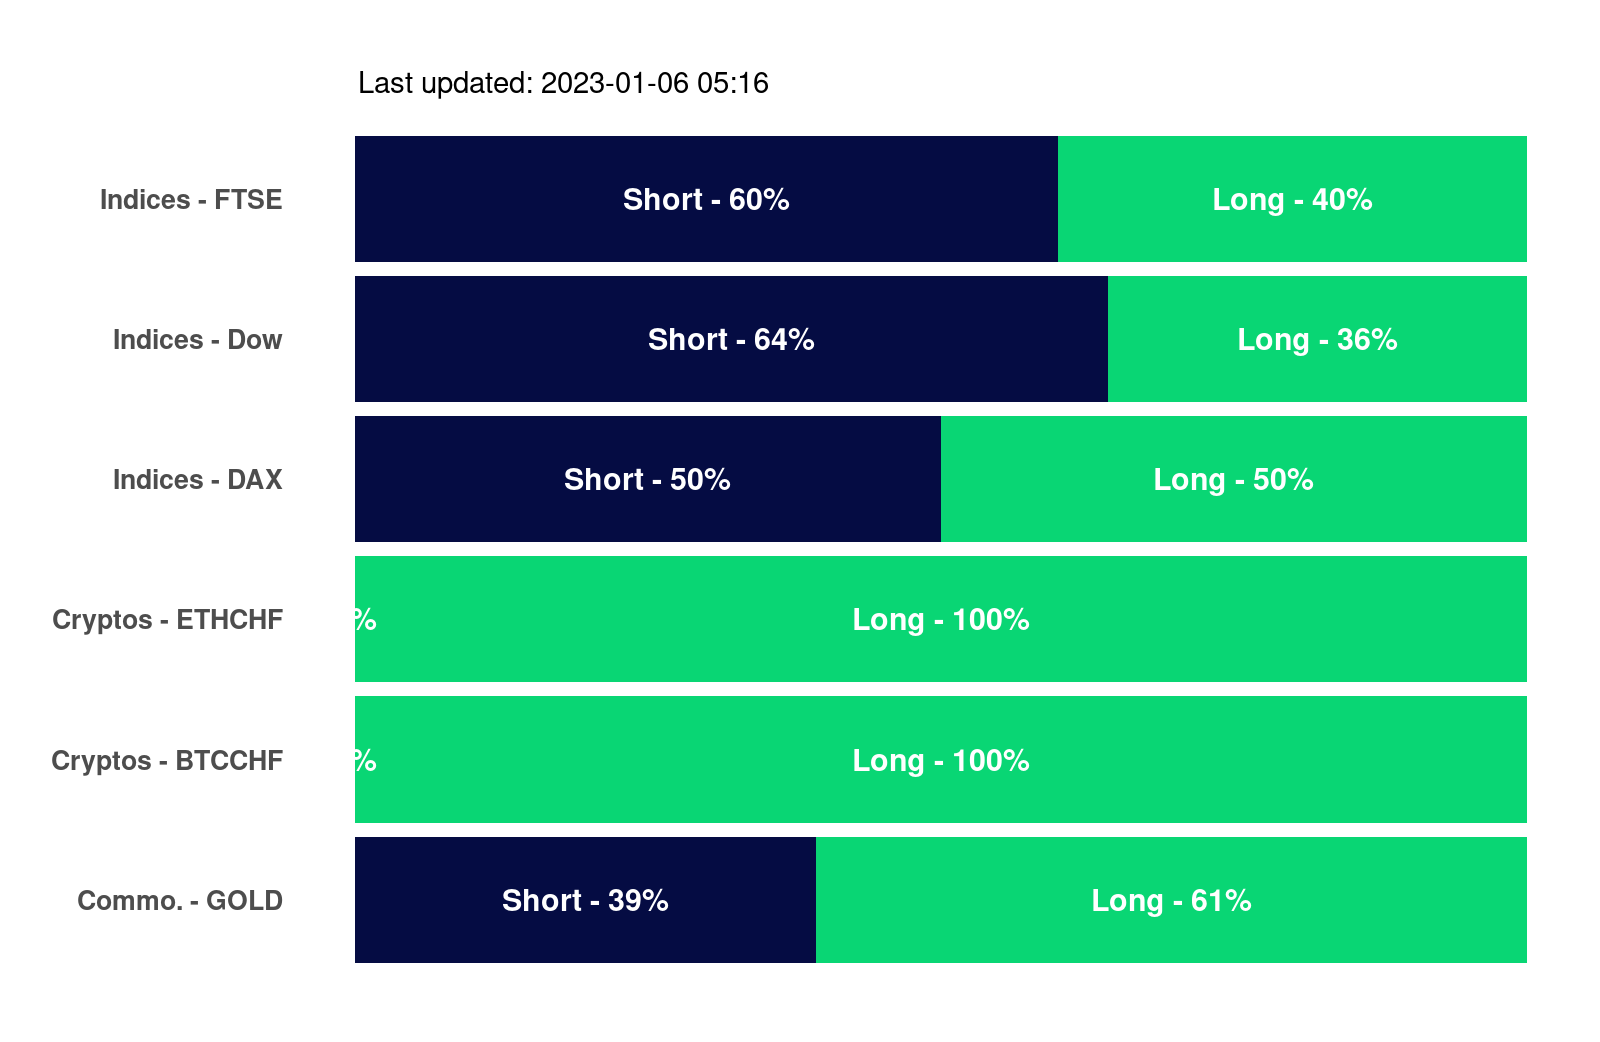 Last updated: 2023-01-06 05:16
Indices - FTSE Short - 60% Long - 40%
Indices - Dow Short - 64% Long - 36%
Indices - DAX Short - 50% Long - 50%
Cryptos - ETHCHF % Long - 100%
Cryptos - BTCCHF % Long - 100%
Commo. - GOLD Short - 39% Long - 61%